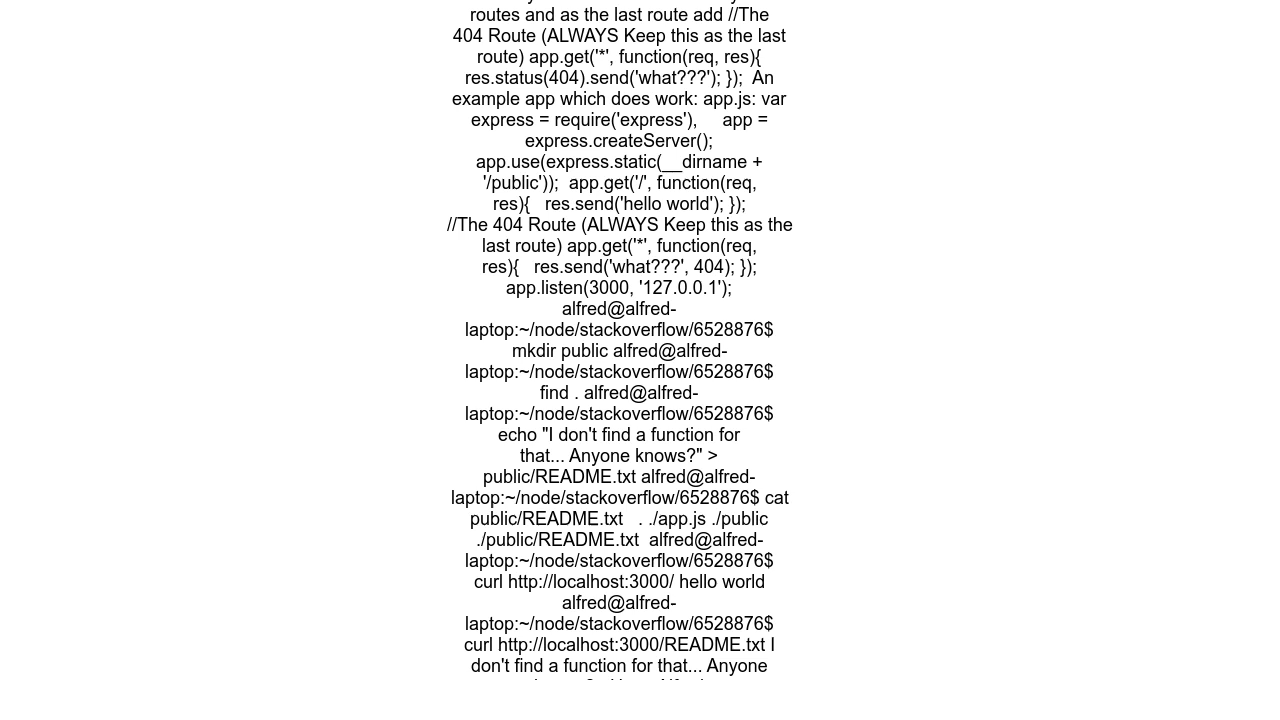 routes and as the last route add //The
404 Route (ALWAYS Keep this as the last
route) app.get('*', function(req, res){
res.status(404).send('what???'); });  An
example app which does work: app.js: var
express = require('express'),     app =
express.createServer();
app.use(express.static(__dirname +
'/public'));  app.get('/', function(req,
res){   res.send('hello world'); });
//The 404 Route (ALWAYS Keep this as the
last route) app.get('*', function(req,
res){   res.send('what???', 404); });
app.listen(3000, '127.0.0.1');
alfred@alfred-
laptop:~/node/stackoverflow/6528876$
mkdir public alfred@alfred-
laptop:~/node/stackoverflow/6528876$
find . alfred@alfred-
laptop:~/node/stackoverflow/6528876$
echo "I don't find a function for
that... Anyone knows?" >
public/README.txt alfred@alfred-
laptop:~/node/stackoverflow/6528876$ cat
public/README.txt   . ./app.js ./public
./public/README.txt  alfred@alfred-
laptop:~/node/stackoverflow/6528876$
curl http://localhost:3000/ hello world
alfred@alfred-
laptop:~/node/stackoverflow/6528876$
curl http://localhost:3000/README.txt I
don't find a function for that... Anyone